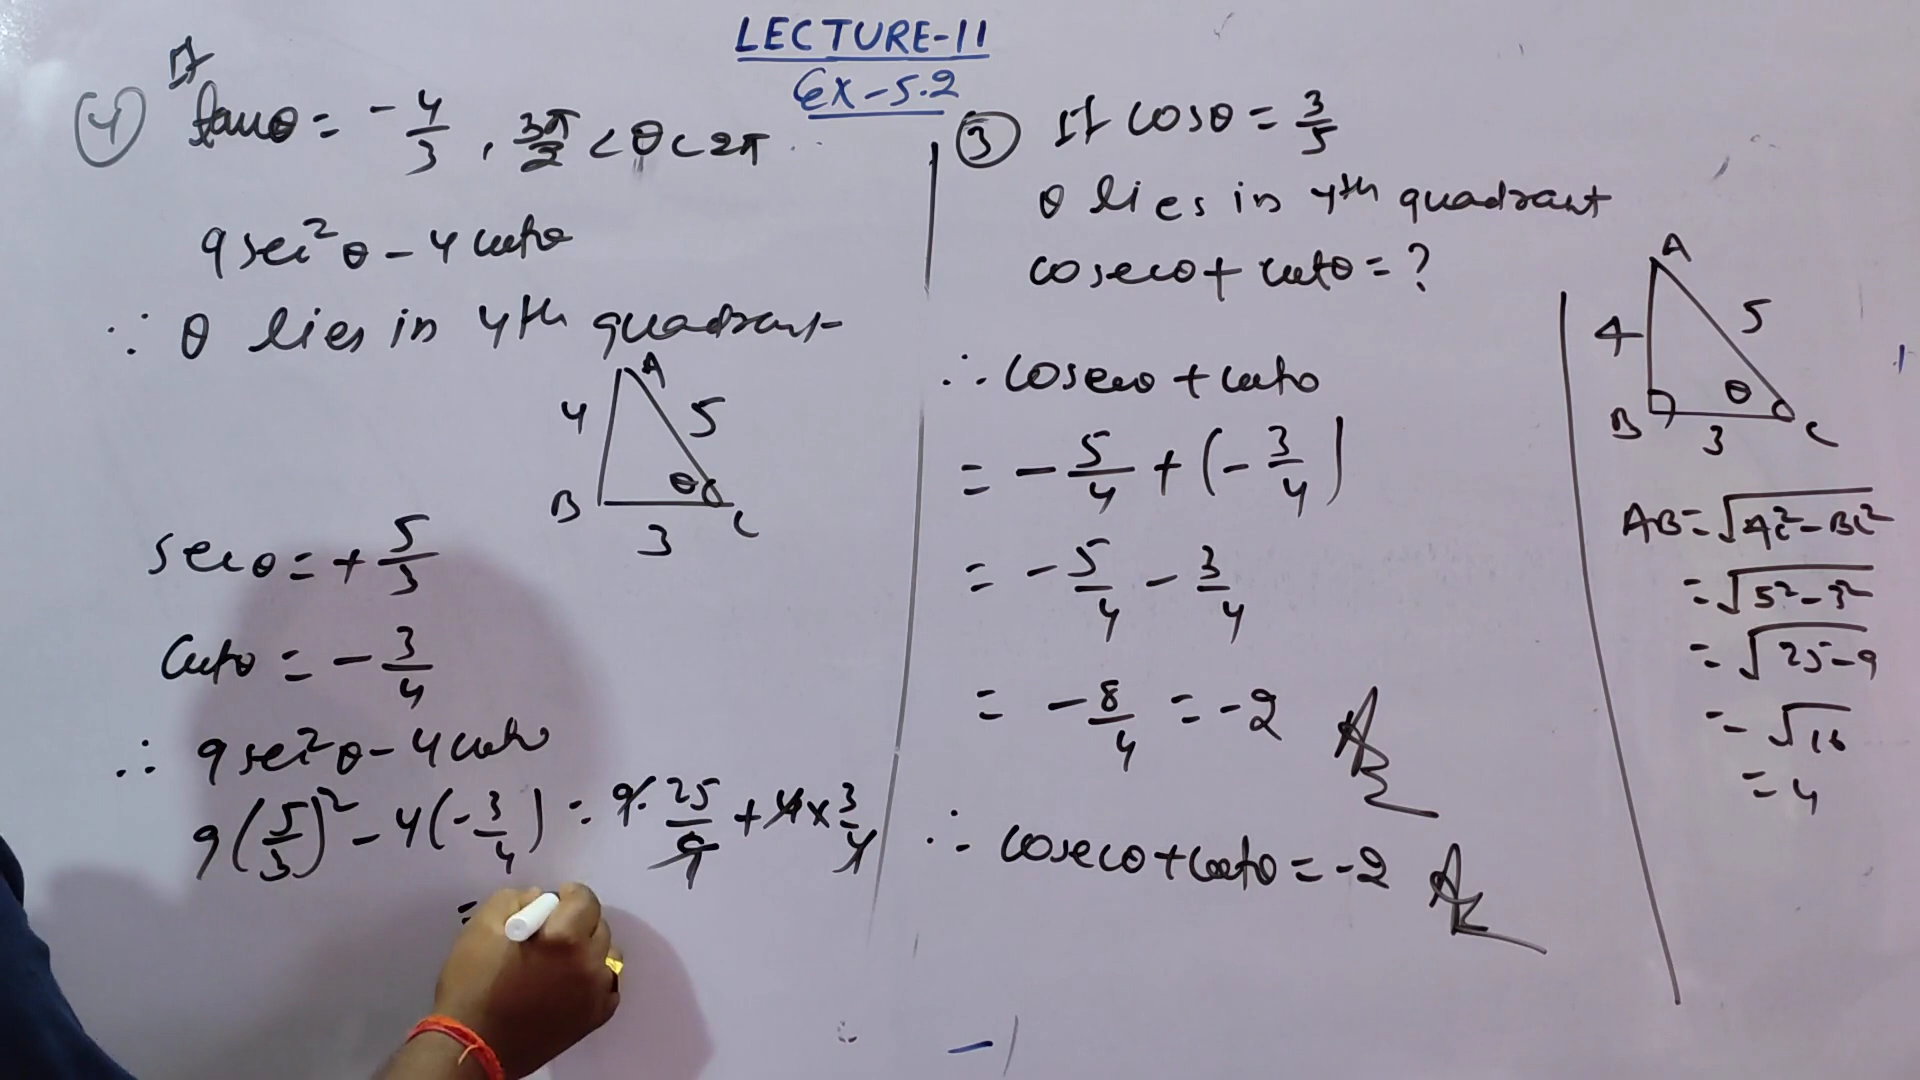 LECTURE-11
Ex-5.2
④ If tanθ = -4/3, 3π/2 < θ < 2π
9sec²θ - 4cotθ
∵ θ lies in 4th quadrant
A
4 5
θ
B 3 C
secθ = +5/3
cotθ = -3/4
∴ 9sec²θ - 4cotθ
9(5/3)² - 4(-3/4) = 9·25/9 + 4×3/4
=
③ If cosθ = 3/5
θ lies in 4th quadrant
cosecθ + cotθ = ?
∴ cosecθ + cotθ
= -5/4 + (-3/4)
= -5/4 - 3/4
= -8/4 = -2
∴ cosecθ + cotθ = -2
A
4 5
θ
B 3 C
AB = √AC² - BC²
= √5² - 3²
= √25-9
= √16
= 4